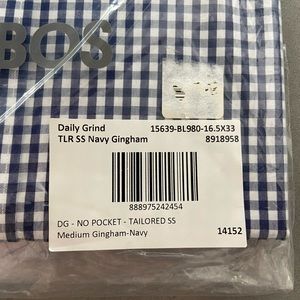 BOS
Daily Grind 15639-BL980-16.5X33
TLR SS Navy Gingham 8918958
888975242454
DG - NO POCKET - TAILORED SS
Medium Gingham-Navy 14152